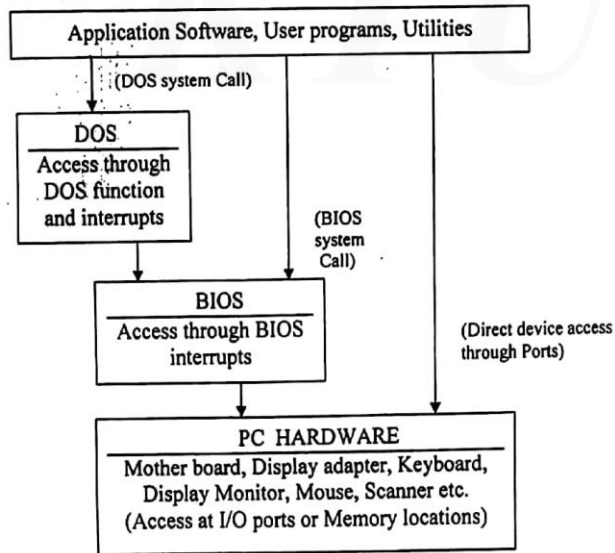 Application Software, User programs, Utilities
(DOS system Call)
DOS
Access through
DOS function
and interrupts
(BIOS
system
Call)
BIOS
Access through BIOS
interrupts
(Direct device access
through Ports)
PC HARDWARE
Mother board, Display adapter, Keyboard,
Display Monitor, Mouse, Scanner etc.
(Access at I/O ports or Memory locations)